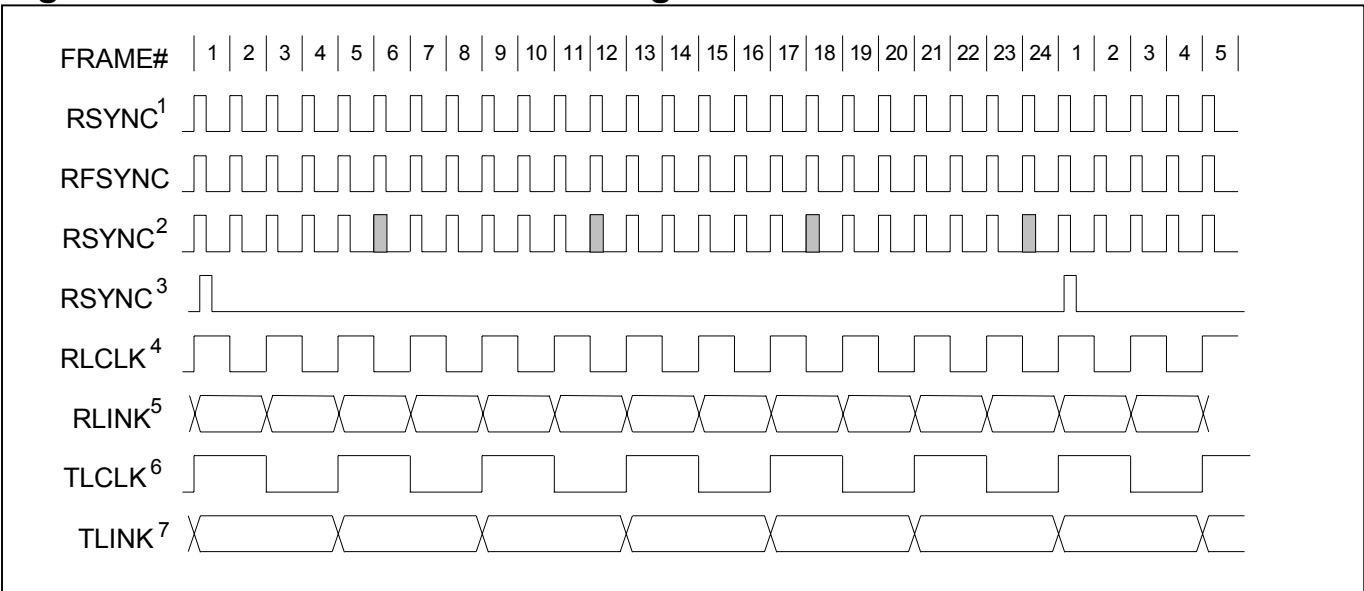 FRAME# 1 2 3 4 5 6 7 8 9 10 11 12 13 14 15 16 17 18 19 20 21 22 23 24 1 2 3 4 5
RSYNC1
RFSYNC
RSYNC2
RSYNC3
RLCLK4
RLINK5
TLCLK6
TLINK7